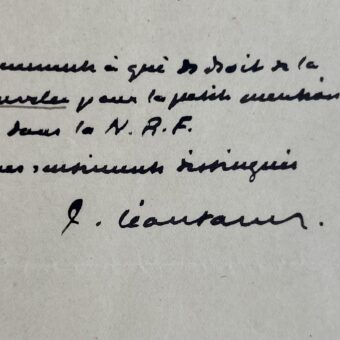 à qui de droit de la
pour la petite mention
dans la N. R. F.
sentiments distingués
P. Léautaud.